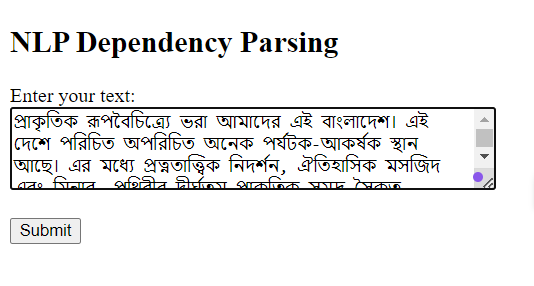 NLP Dependency Parsing
Enter your text:
প্রাকৃতিক রূপবৈচিত্র্যে ভরা আমাদের এই বাংলাদেশ। এই
দেশে পরিচিত অপরিচিত অনেক পর্যটক-আকর্ষক স্থান
আছে। এর মধ্যে প্রত্নতাত্ত্বিক নিদর্শন, ঐতিহাসিক মসজিদ
এবং মিনার, পৃথিবীর দীর্ঘতম প্রাকৃতিক সমুদ্র সৈকত
Submit